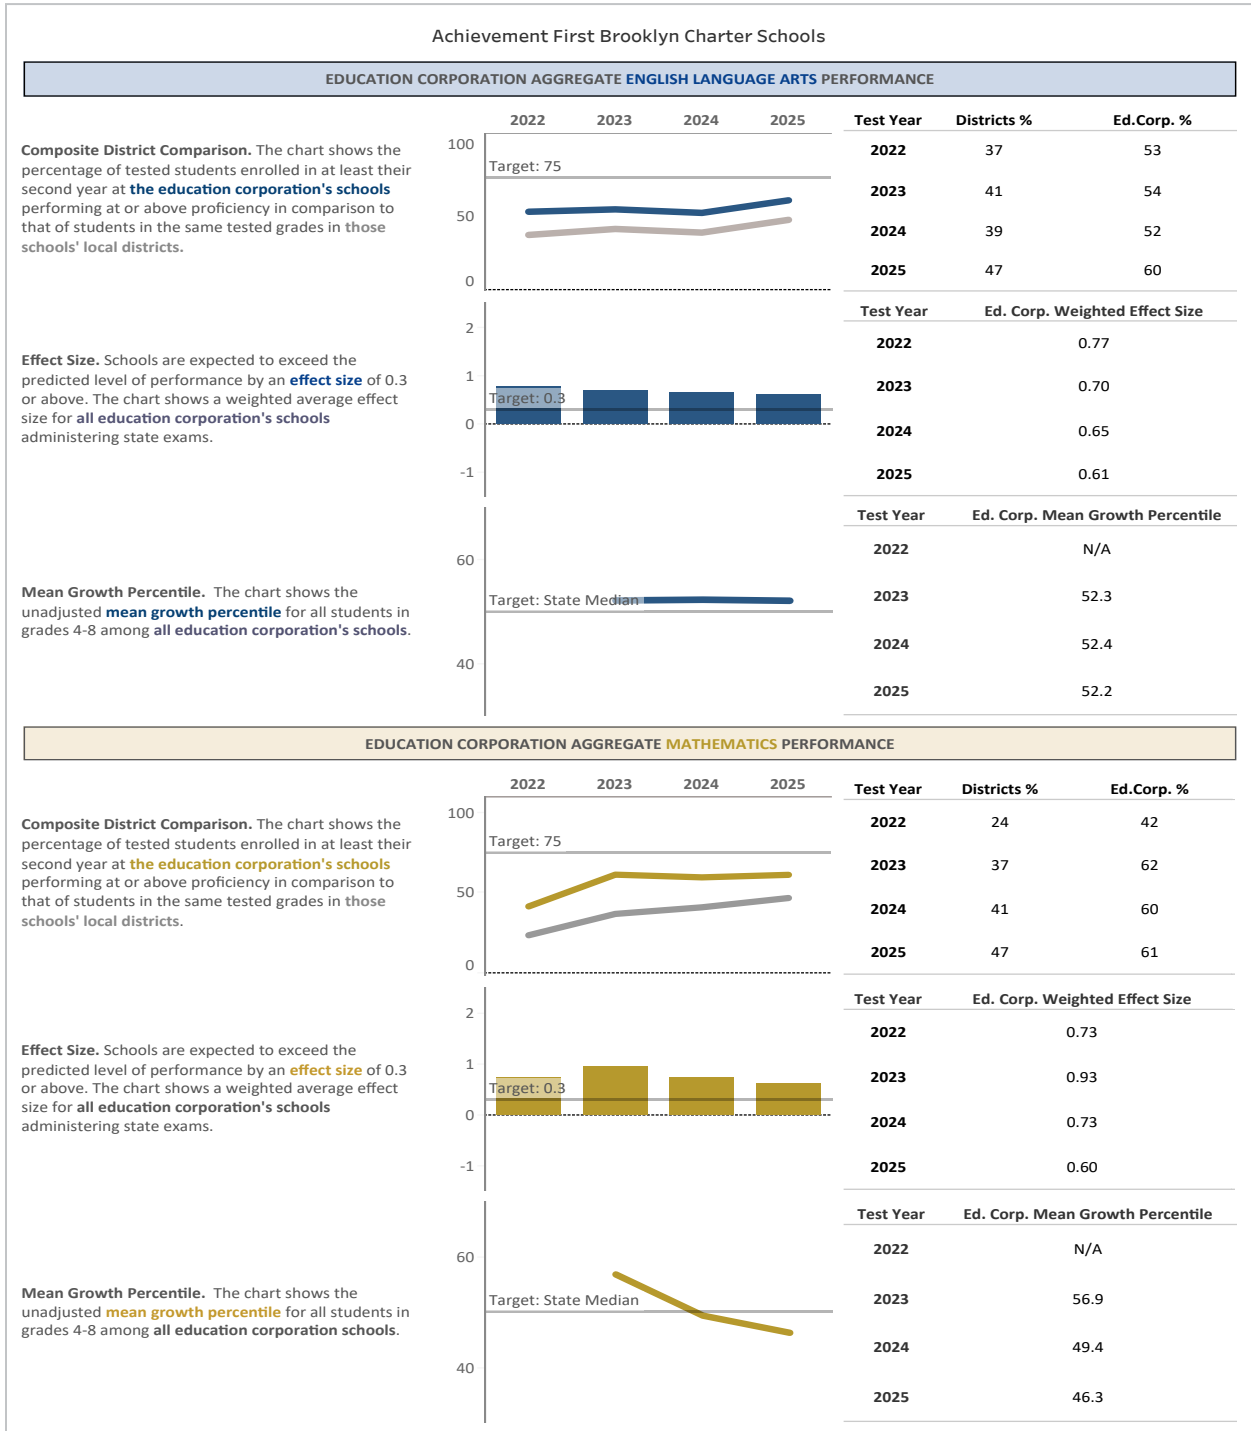 Achievement First Brooklyn Charter Schools
EDUCATION CORPORATION AGGREGATE ENGLISH LANGUAGE ARTS PERFORMANCE
Composite District Comparison. The chart shows the
percentage of tested students enrolled in at least their
second year at the education corporation's schools
performing at or above proficiency in comparison to
that of students in the same tested grades in those
schools' local districts.
2022 2023 2024 2025
100
Target: 75
50
0
Test Year Districts % Ed.Corp. %
2022 37 53
2023 41 54
2024 39 52
2025 47 60
Effect Size. Schools are expected to exceed the
predicted level of performance by an effect size of 0.3
or above. The chart shows a weighted average effect
size for all education corporation's schools
administering state exams.
2
1
Target: 0.3
0
-1
Test Year Ed. Corp. Weighted Effect Size
2022 0.77
2023 0.70
2024 0.65
2025 0.61
Mean Growth Percentile. The chart shows the
unadjusted mean growth percentile for all students in
grades 4-8 among all education corporation's schools.
60
Target: State Median
40
Test Year Ed. Corp. Mean Growth Percentile
2022 N/A
2023 52.3
2024 52.4
2025 52.2
EDUCATION CORPORATION AGGREGATE MATHEMATICS PERFORMANCE
Composite District Comparison. The chart shows the
percentage of tested students enrolled in at least their
second year at the education corporation's schools
performing at or above proficiency in comparison to
that of students in the same tested grades in those
schools' local districts.
2022 2023 2024 2025
100
Target: 75
50
0
Test Year Districts % Ed.Corp. %
2022 24 42
2023 37 62
2024 41 60
2025 47 61
Effect Size. Schools are expected to exceed the
predicted level of performance by an effect size of 0.3
or above. The chart shows a weighted average effect
size for all education corporation's schools
administering state exams.
2
1
Target: 0.3
0
-1
Test Year Ed. Corp. Weighted Effect Size
2022 0.73
2023 0.93
2024 0.73
2025 0.60
Mean Growth Percentile. The chart shows the
unadjusted mean growth percentile for all students in
grades 4-8 among all education corporation schools.
60
Target: State Median
40
Test Year Ed. Corp. Mean Growth Percentile
2022 N/A
2023 56.9
2024 49.4
2025 46.3